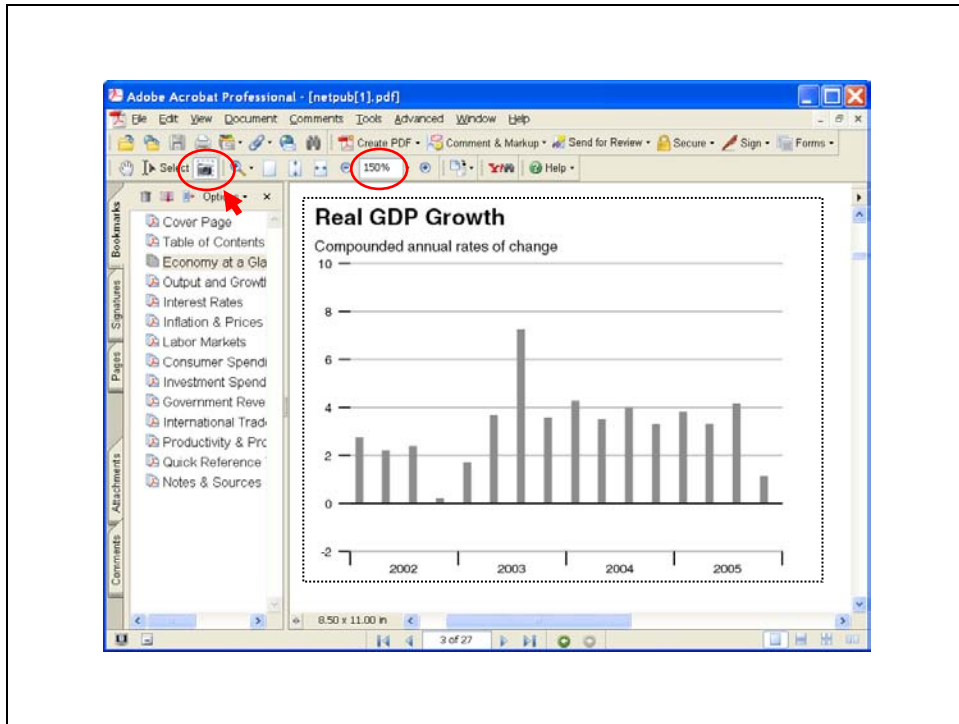 Adobe Acrobat Professional - [netpub[1].pdf]
File Edit View Document Comments Tools Advanced Window Help
Create PDF Comment & Markup Send for Review Secure Sign Forms
Select 150% Help
Options
Bookmarks
Signatures
Pages
Attachments
Comments
Cover Page
Table of Contents
Economy at a Gla
Output and Growtl
Interest Rates
Inflation & Prices
Labor Markets
Consumer Spendi
Investment Spend
Government Reve
International Trad
Productivity & Prc
Quick Reference
Notes & Sources
Real GDP Growth
Compounded annual rates of change
10
8
6
4
2
0
-2
2002 2003 2004 2005
8.50 x 11.00 in
3 of 27